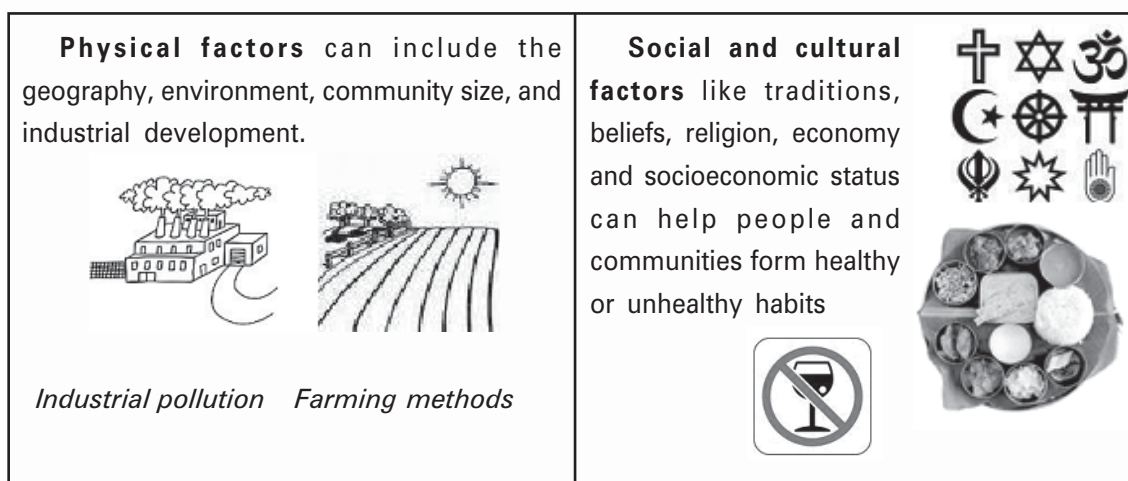 Physical factors can include the
geography, environment, community size, and
industrial development.
Industrial pollution Farming methods
Social and cultural
factors like traditions,
beliefs, religion, economy
and socioeconomic status
can help people and
communities form healthy
or unhealthy habits